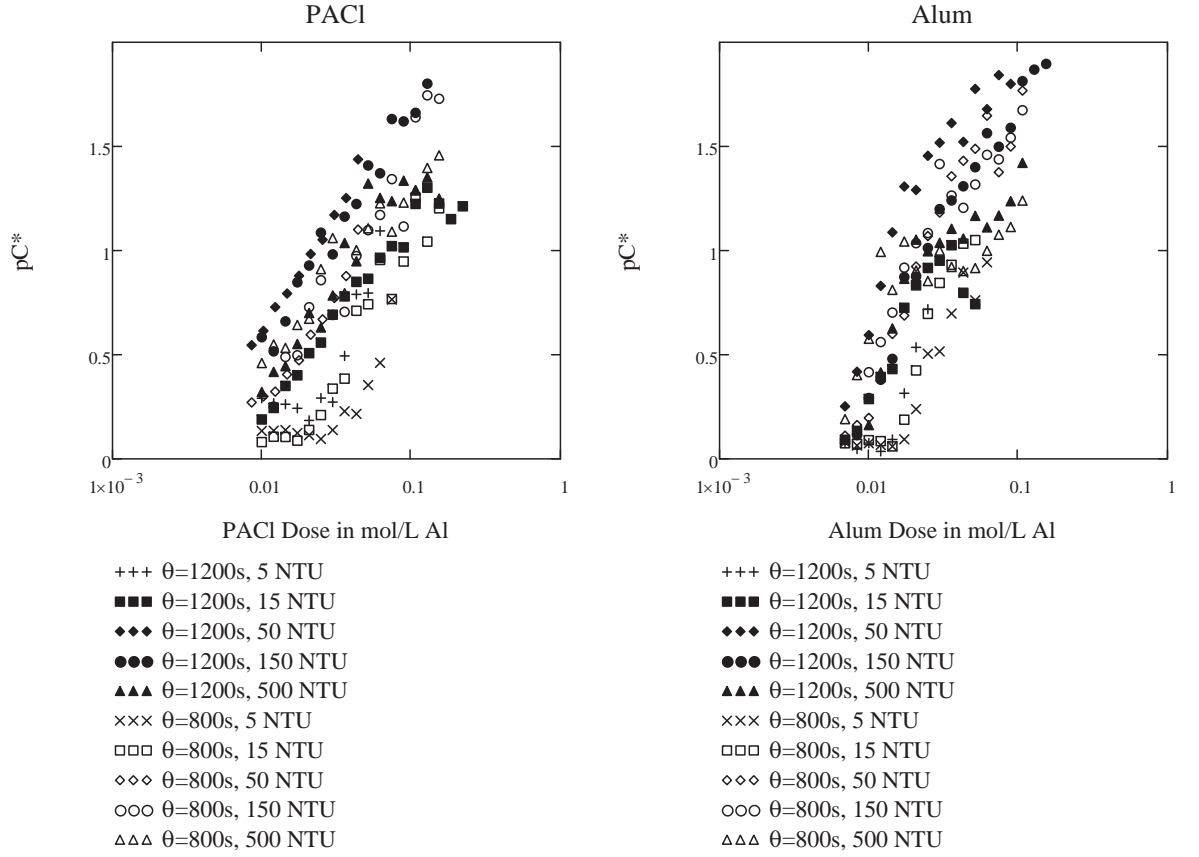 PACl
1.5
1
0.5
0
1×10⁻³
0.01
0.1
1
pC*
PACl Dose in mol/L Al
+++ θ=1200s, 5 NTU
■■■ θ=1200s, 15 NTU
◆◆◆ θ=1200s, 50 NTU
●●● θ=1200s, 150 NTU
▲▲▲ θ=1200s, 500 NTU
××× θ=800s, 5 NTU
□□□ θ=800s, 15 NTU
◇◇◇ θ=800s, 50 NTU
○○○ θ=800s, 150 NTU
△△△ θ=800s, 500 NTU
Alum
1.5
1
0.5
0
1×10⁻³
0.01
0.1
1
pC*
Alum Dose in mol/L Al
+++ θ=1200s, 5 NTU
■■■ θ=1200s, 15 NTU
◆◆◆ θ=1200s, 50 NTU
●●● θ=1200s, 150 NTU
▲▲▲ θ=1200s, 500 NTU
××× θ=800s, 5 NTU
□□□ θ=800s, 15 NTU
◇◇◇ θ=800s, 50 NTU
○○○ θ=800s, 150 NTU
△△△ θ=800s, 500 NTU